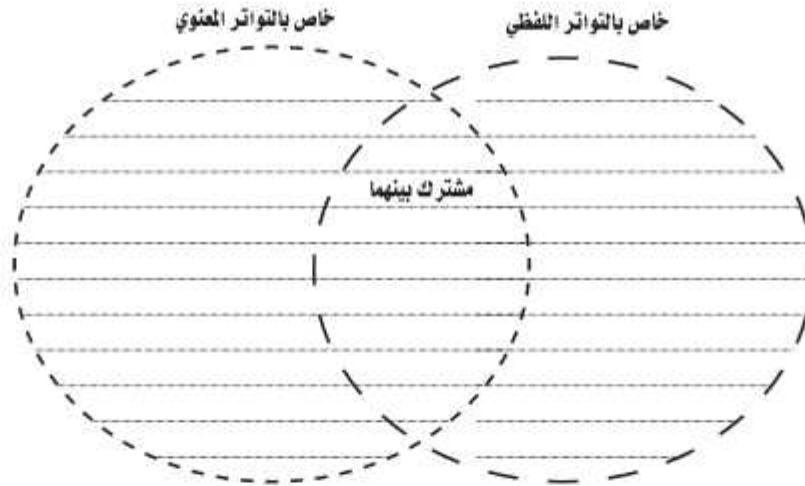 خاص بالتواتر اللفظي
خاص بالتواتر المعنوي
مشترك بينهما